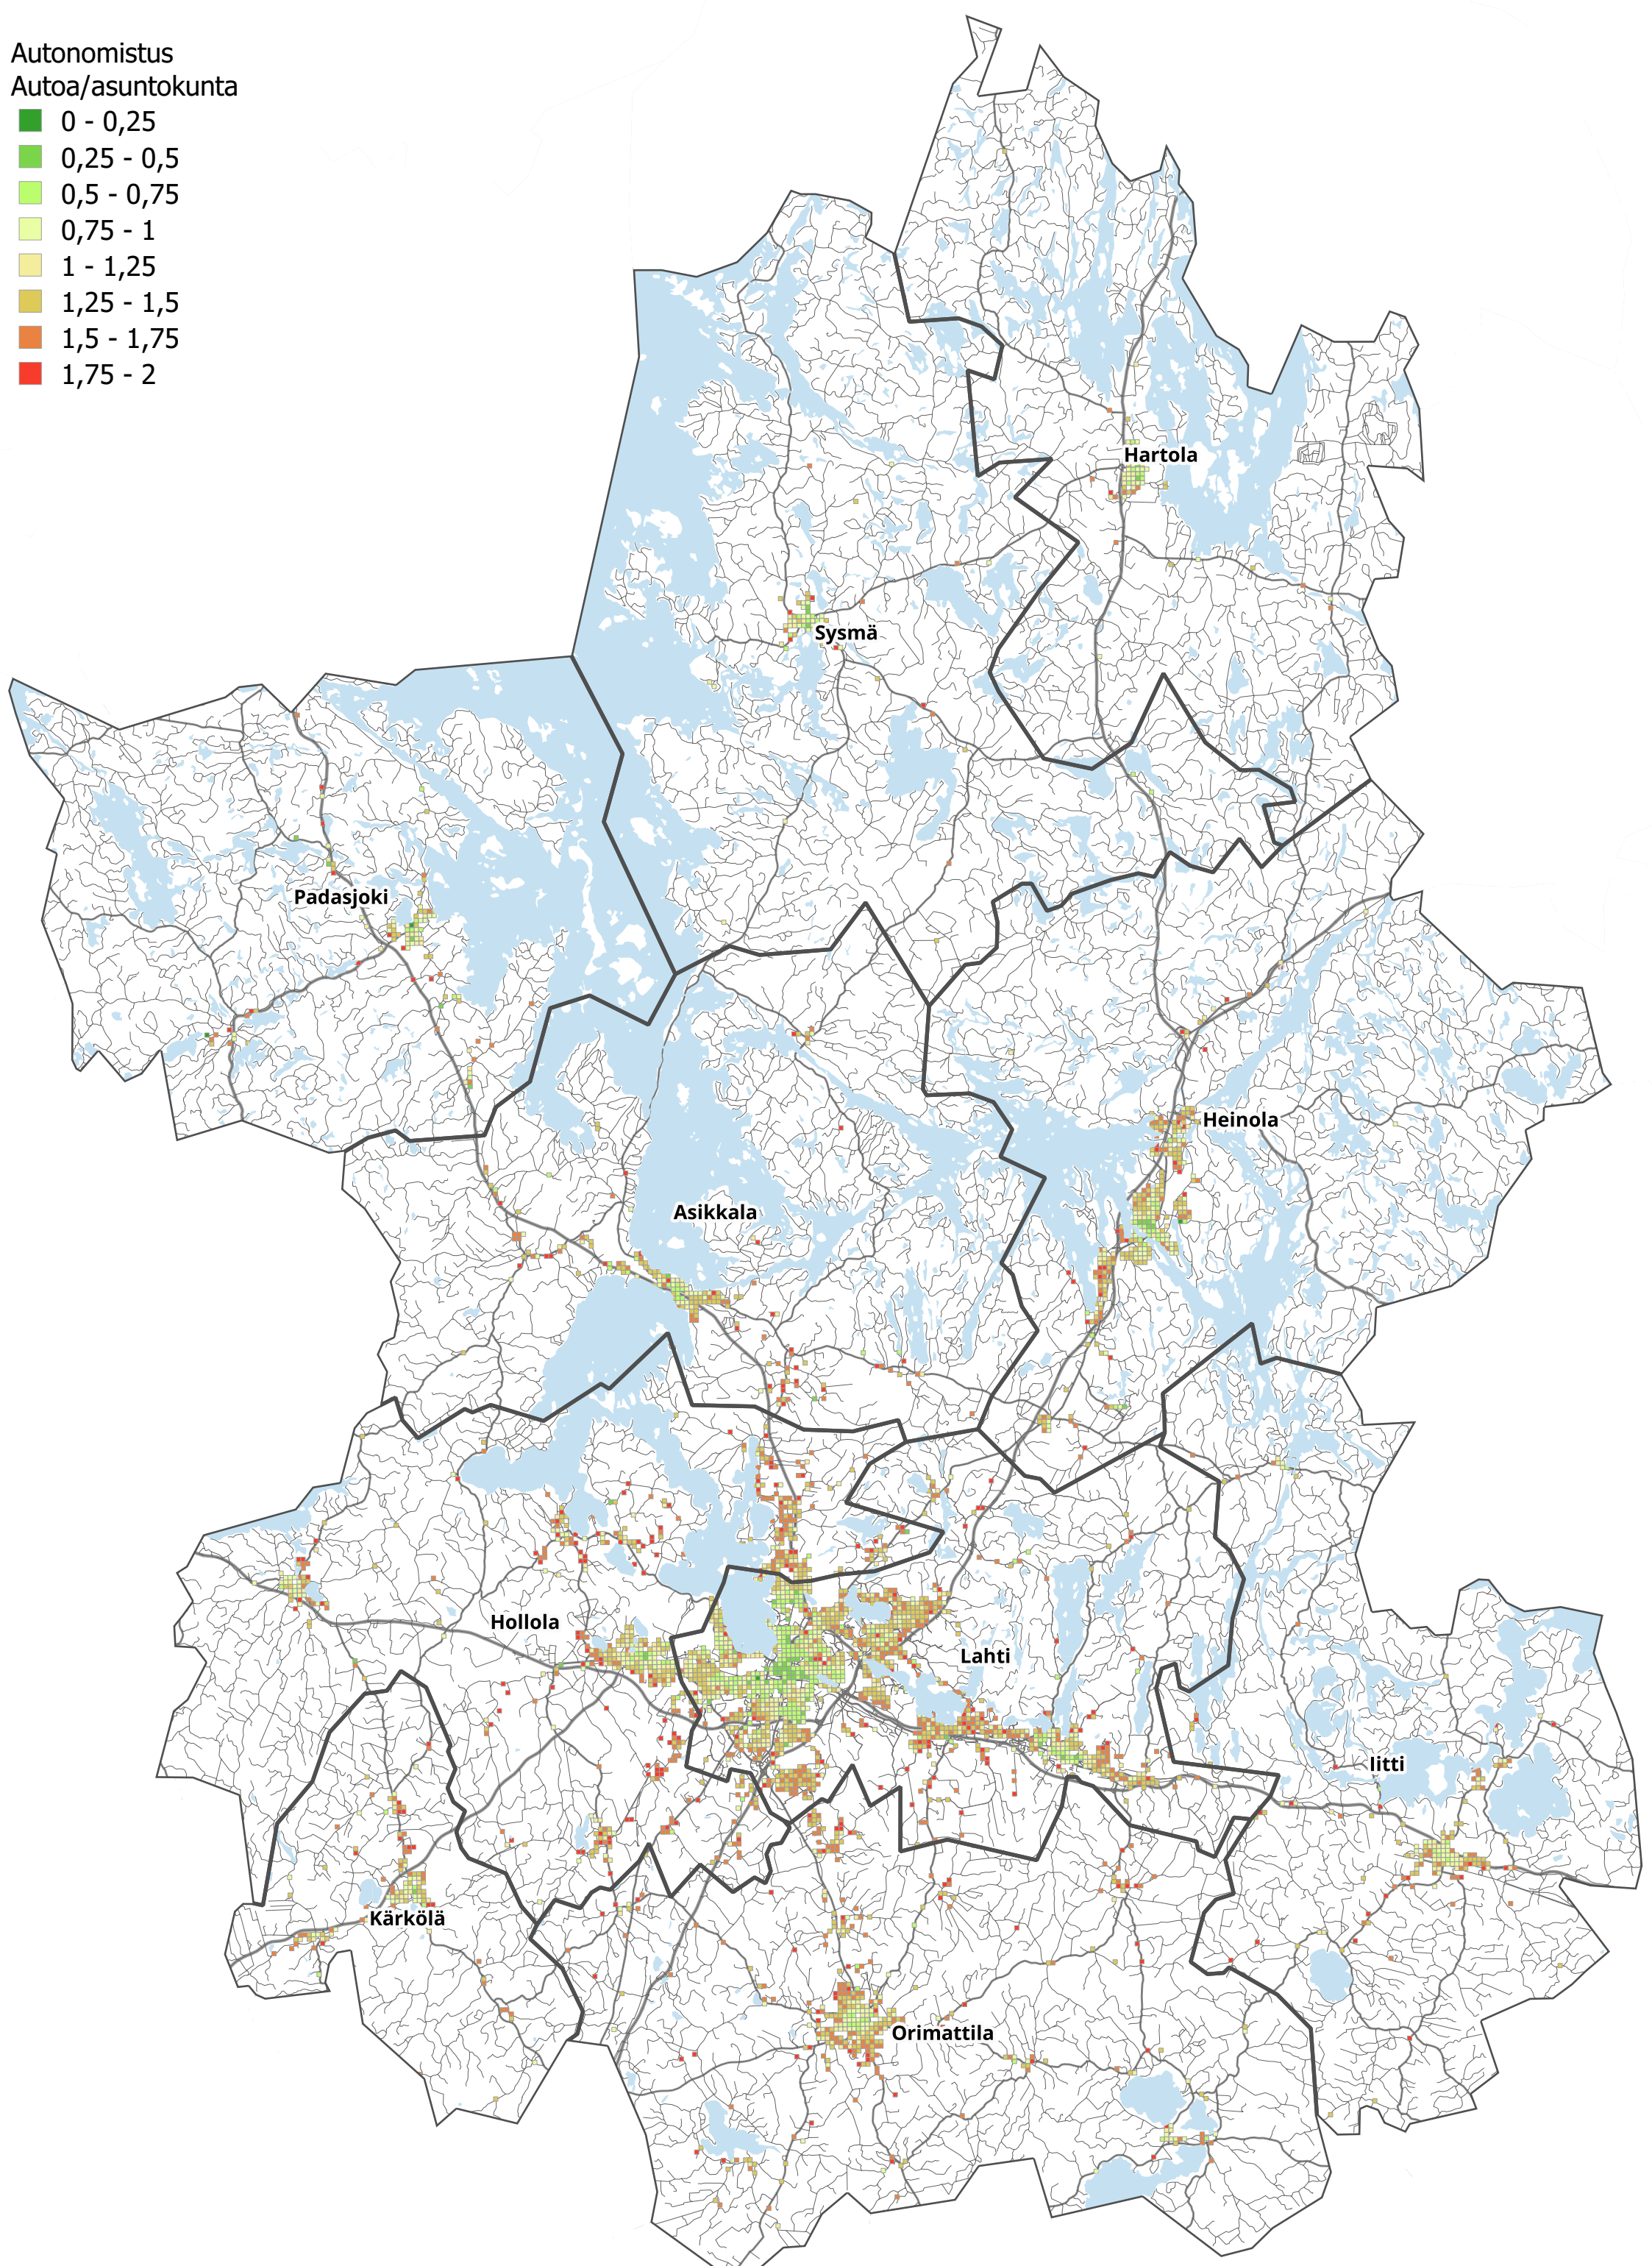 Autonomistus
Autoa/asuntokunta
0 - 0,25
0,25 - 0,5
0,5 - 0,75
0,75 - 1
1 - 1,25
1,25 - 1,5
1,5 - 1,75
1,75 - 2
Hartola
Sysmä
Padasjoki
Heinola
Asikkala
Hollola
Lahti
Iitti
Kärkölä
Orimattila